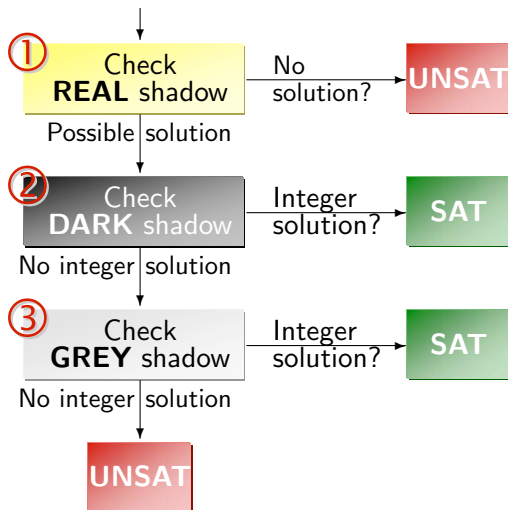 1
Check
REAL shadow
No
solution?
UNSAT
Possible solution
2
Check
DARK shadow
Integer
solution?
SAT
No integer solution
3
Check
GREY shadow
Integer
solution?
SAT
No integer solution
UNSAT